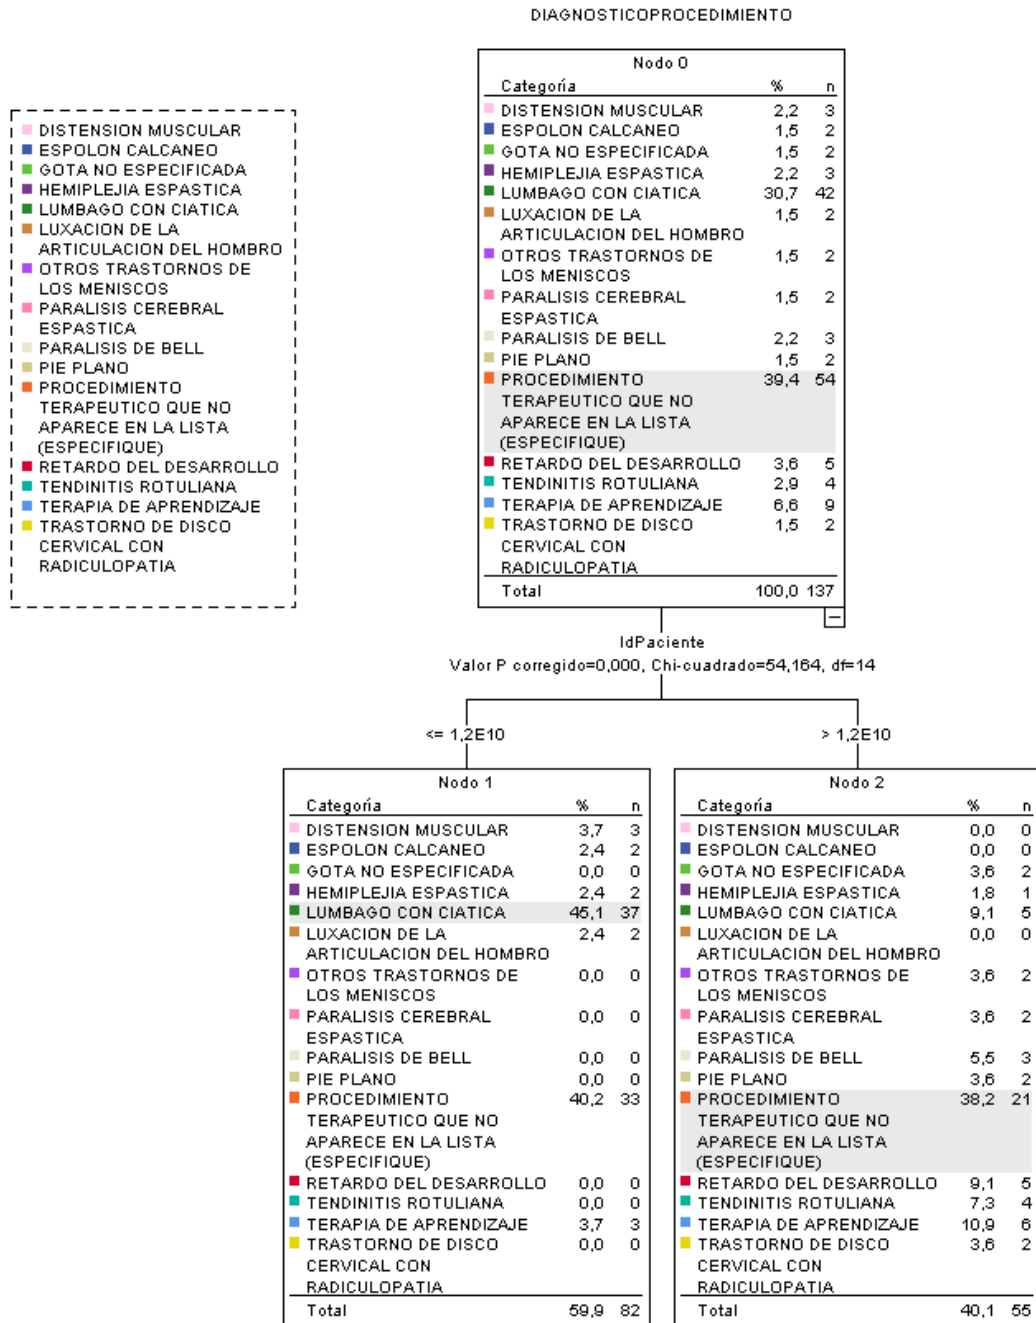 DIAGNOSTICOPROCEDIMIENTO
DISTENSION MUSCULAR
ESPOLON CALCANEO
GOTA NO ESPECIFICADA
HEMIPLEJIA ESPASTICA
LUMBAGO CON CIATICA
LUXACION DE LA
ARTICULACION DEL HOMBRO
OTROS TRASTORNOS DE
LOS MENISCOS
PARALISIS CEREBRAL
ESPASTICA
PARALISIS DE BELL
PIE PLANO
PROCEDIMIENTO
TERAPEUTICO QUE NO
APARECE EN LA LISTA
(ESPECIFIQUE)
RETARDO DEL DESARROLLO
TENDINITIS ROTULIANA
TERAPIA DE APRENDIZAJE
TRASTORNO DE DISCO
CERVICAL CON
RADICULOPATIA
Nodo 0
Categoría % n
DISTENSION MUSCULAR 2,2 3
ESPOLON CALCANEO 1,5 2
GOTA NO ESPECIFICADA 1,5 2
HEMIPLEJIA ESPASTICA 2,2 3
LUMBAGO CON CIATICA 30,7 42
LUXACION DE LA 1,5 2
ARTICULACION DEL HOMBRO
OTROS TRASTORNOS DE 1,5 2
LOS MENISCOS
PARALISIS CEREBRAL 1,5 2
ESPASTICA
PARALISIS DE BELL 2,2 3
PIE PLANO 1,5 2
PROCEDIMIENTO 39,4 54
TERAPEUTICO QUE NO
APARECE EN LA LISTA
(ESPECIFIQUE)
RETARDO DEL DESARROLLO 3,6 5
TENDINITIS ROTULIANA 2,9 4
TERAPIA DE APRENDIZAJE 6,6 9
TRASTORNO DE DISCO 1,5 2
CERVICAL CON
RADICULOPATIA
Total 100,0 137
IdPaciente
Valor P corregido=0,000, Chi-cuadrado=54,164, df=14
<= 1,2E10
> 1,2E10
Nodo 1
Categoría % n
DISTENSION MUSCULAR 3,7 3
ESPOLON CALCANEO 2,4 2
GOTA NO ESPECIFICADA 0,0 0
HEMIPLEJIA ESPASTICA 2,4 2
LUMBAGO CON CIATICA 45,1 37
LUXACION DE LA 2,4 2
ARTICULACION DEL HOMBRO
OTROS TRASTORNOS DE 0,0 0
LOS MENISCOS
PARALISIS CEREBRAL 0,0 0
ESPASTICA
PARALISIS DE BELL 0,0 0
PIE PLANO 0,0 0
PROCEDIMIENTO 40,2 33
TERAPEUTICO QUE NO
APARECE EN LA LISTA
(ESPECIFIQUE)
RETARDO DEL DESARROLLO 0,0 0
TENDINITIS ROTULIANA 0,0 0
TERAPIA DE APRENDIZAJE 3,7 3
TRASTORNO DE DISCO 0,0 0
CERVICAL CON
RADICULOPATIA
Total 59,9 82
Nodo 2
Categoría % n
DISTENSION MUSCULAR 0,0 0
ESPOLON CALCANEO 0,0 0
GOTA NO ESPECIFICADA 3,6 2
HEMIPLEJIA ESPASTICA 1,8 1
LUMBAGO CON CIATICA 9,1 5
LUXACION DE LA 0,0 0
ARTICULACION DEL HOMBRO
OTROS TRASTORNOS DE 3,6 2
LOS MENISCOS
PARALISIS CEREBRAL 3,6 2
ESPASTICA
PARALISIS DE BELL 5,5 3
PIE PLANO 3,6 2
PROCEDIMIENTO 38,2 21
TERAPEUTICO QUE NO
APARECE EN LA LISTA
(ESPECIFIQUE)
RETARDO DEL DESARROLLO 9,1 5
TENDINITIS ROTULIANA 7,3 4
TERAPIA DE APRENDIZAJE 10,9 6
TRASTORNO DE DISCO 3,6 2
CERVICAL CON
RADICULOPATIA
Total 40,1 55